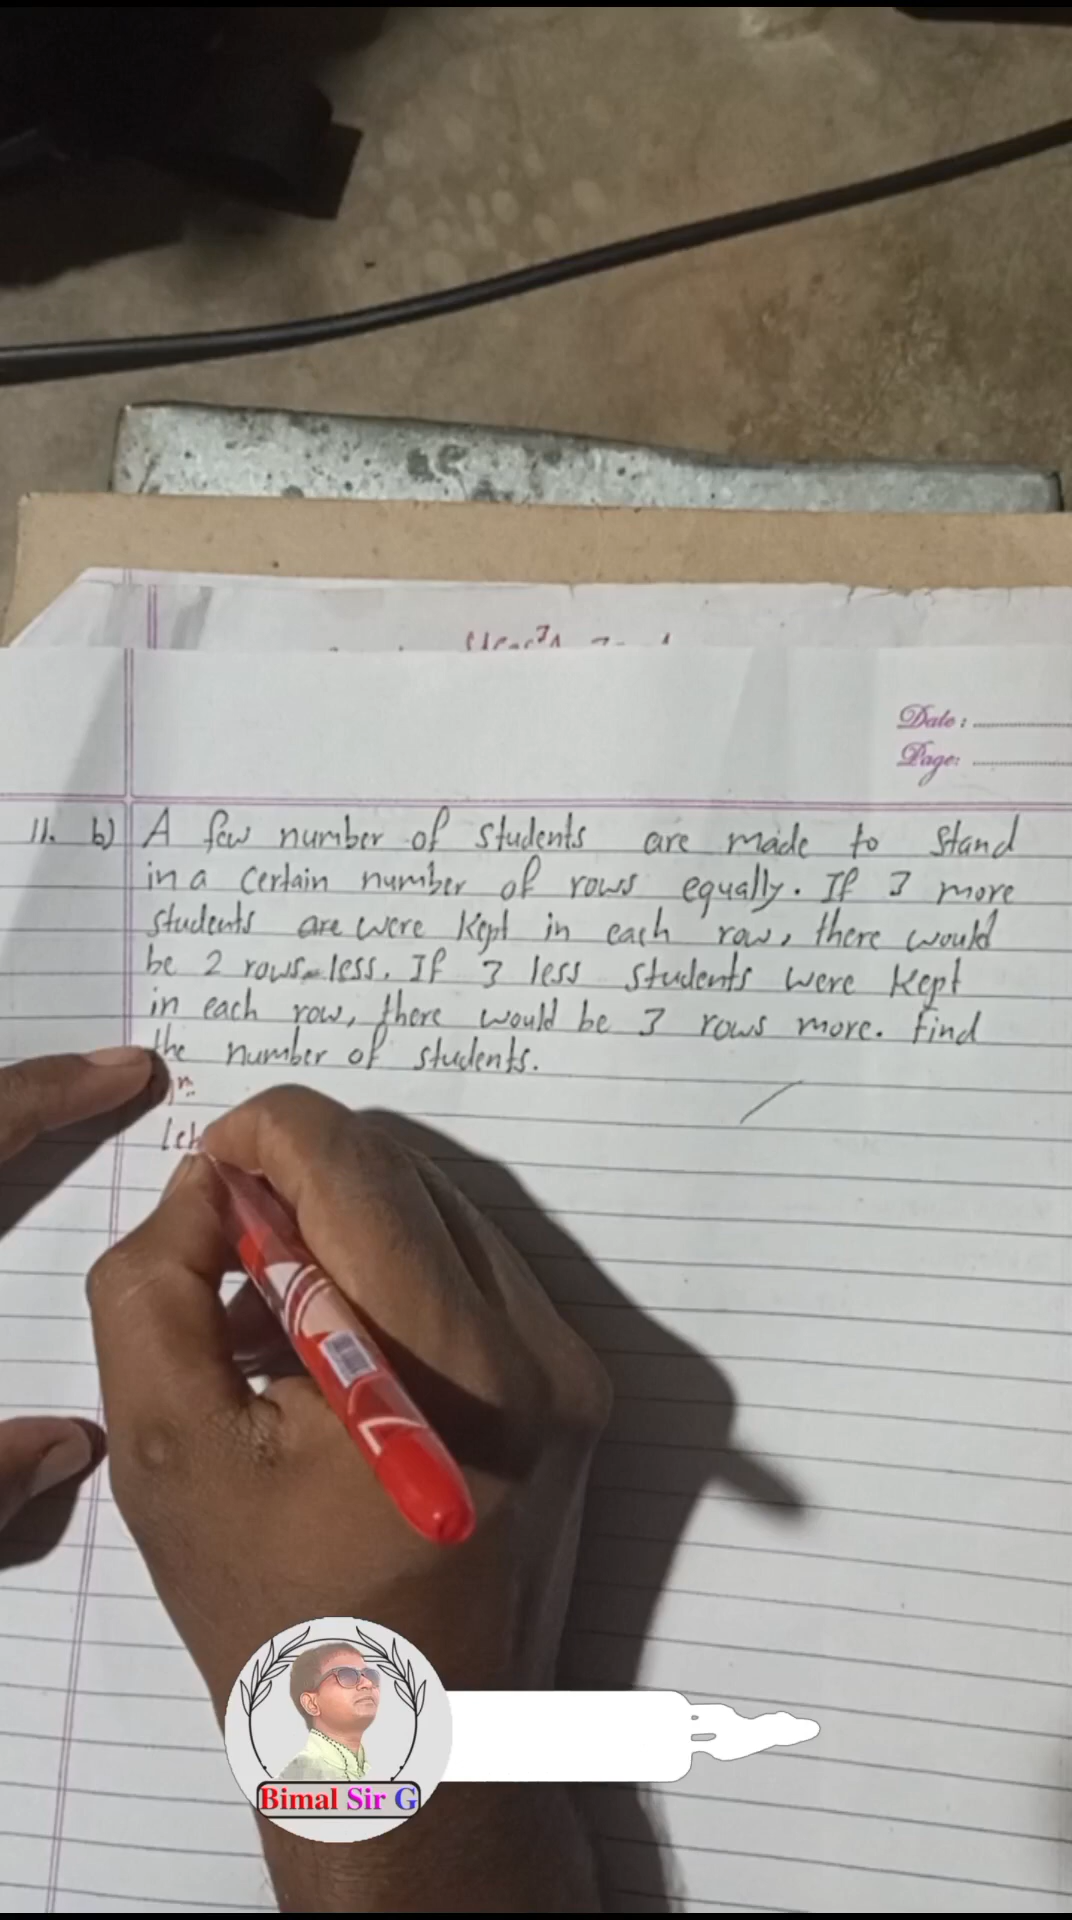 Date:
Page:
11. b) A few number of students are made to stand
in a certain number of rows equally. If 3 more
students are were kept in each row, there would
be 2 rows less. If 3 less students were kept
in each row, there would be 3 rows more. Find
the number of students.
Let
Bimal Sir G